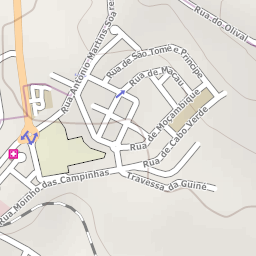 Rua do Olival
Rua António Martins Soares
Rua de São Tomé e Príncipe
Rua de Macau
Rua de Moçambique
Rua de Cabo Verde
Rua Moinho das Campinhas
Travessa da Guiné